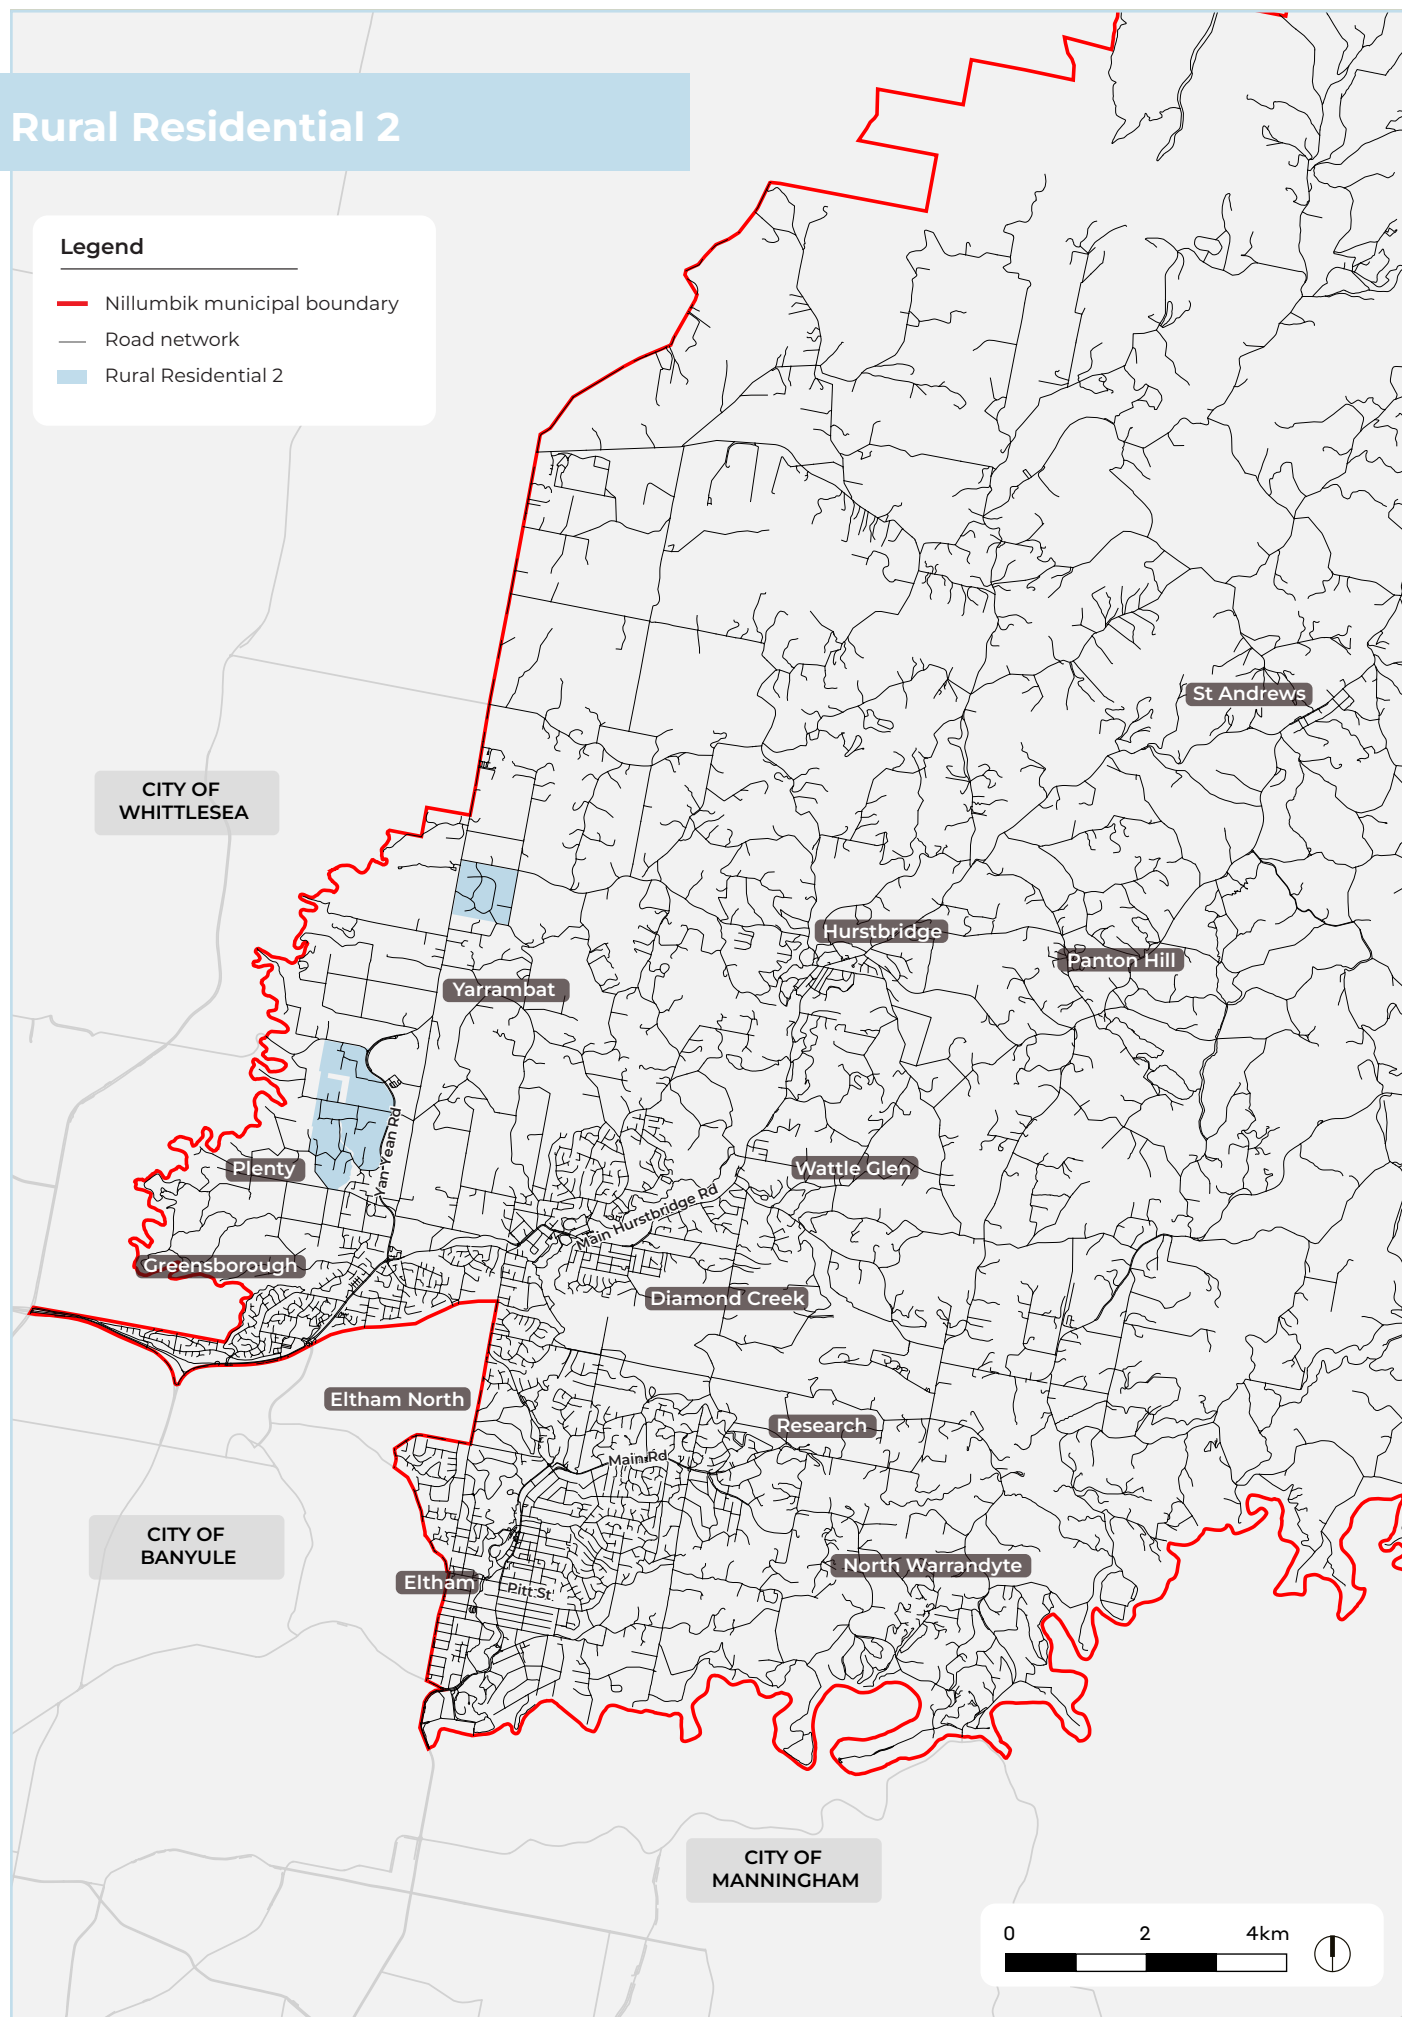 Rural Residential 2
Legend
Nillumbik municipal boundary
Road network
Rural Residential 2
St Andrews
CITY OF
WHITTLESEA
Hurstbridge
Panton Hill
Yarrambat
Yan Yean Rd
Plenty
Wattle Glen
Main Hurstbridge Rd
Greensborough
Diamond Creek
Eltham North
Research
Main Rd
CITY OF
BANYULE
North Warrandyte
Eltham
Pitt St
CITY OF
MANNINGHAM
0 2 4km